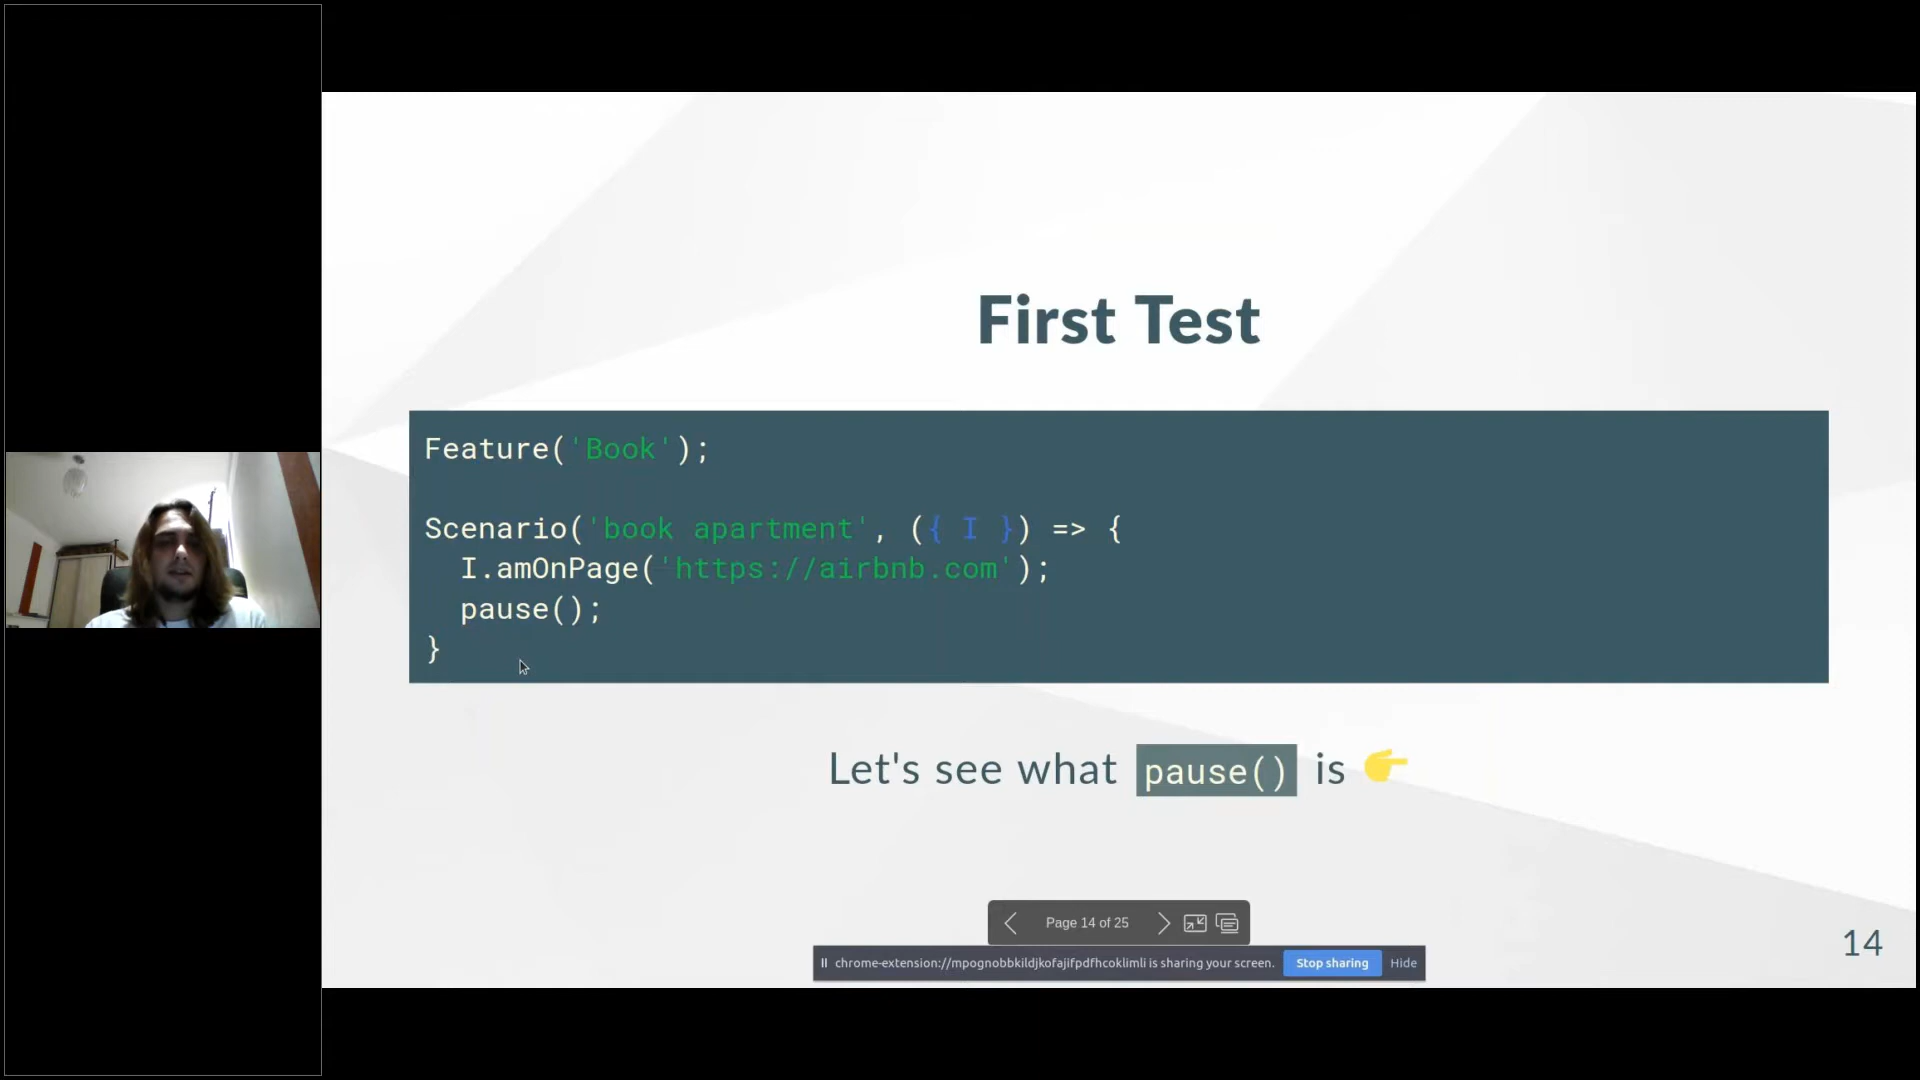 First Test
Feature('Book');
Scenario('book apartment', ({ I }) => {
  I.amOnPage('https://airbnb.com');
  pause();
}
Let's see what pause() is 👉
Page 14 of 25
14
chrome-extension://mpognobbkildjkofajifpdfhcoklimli is sharing your screen. Stop sharing Hide